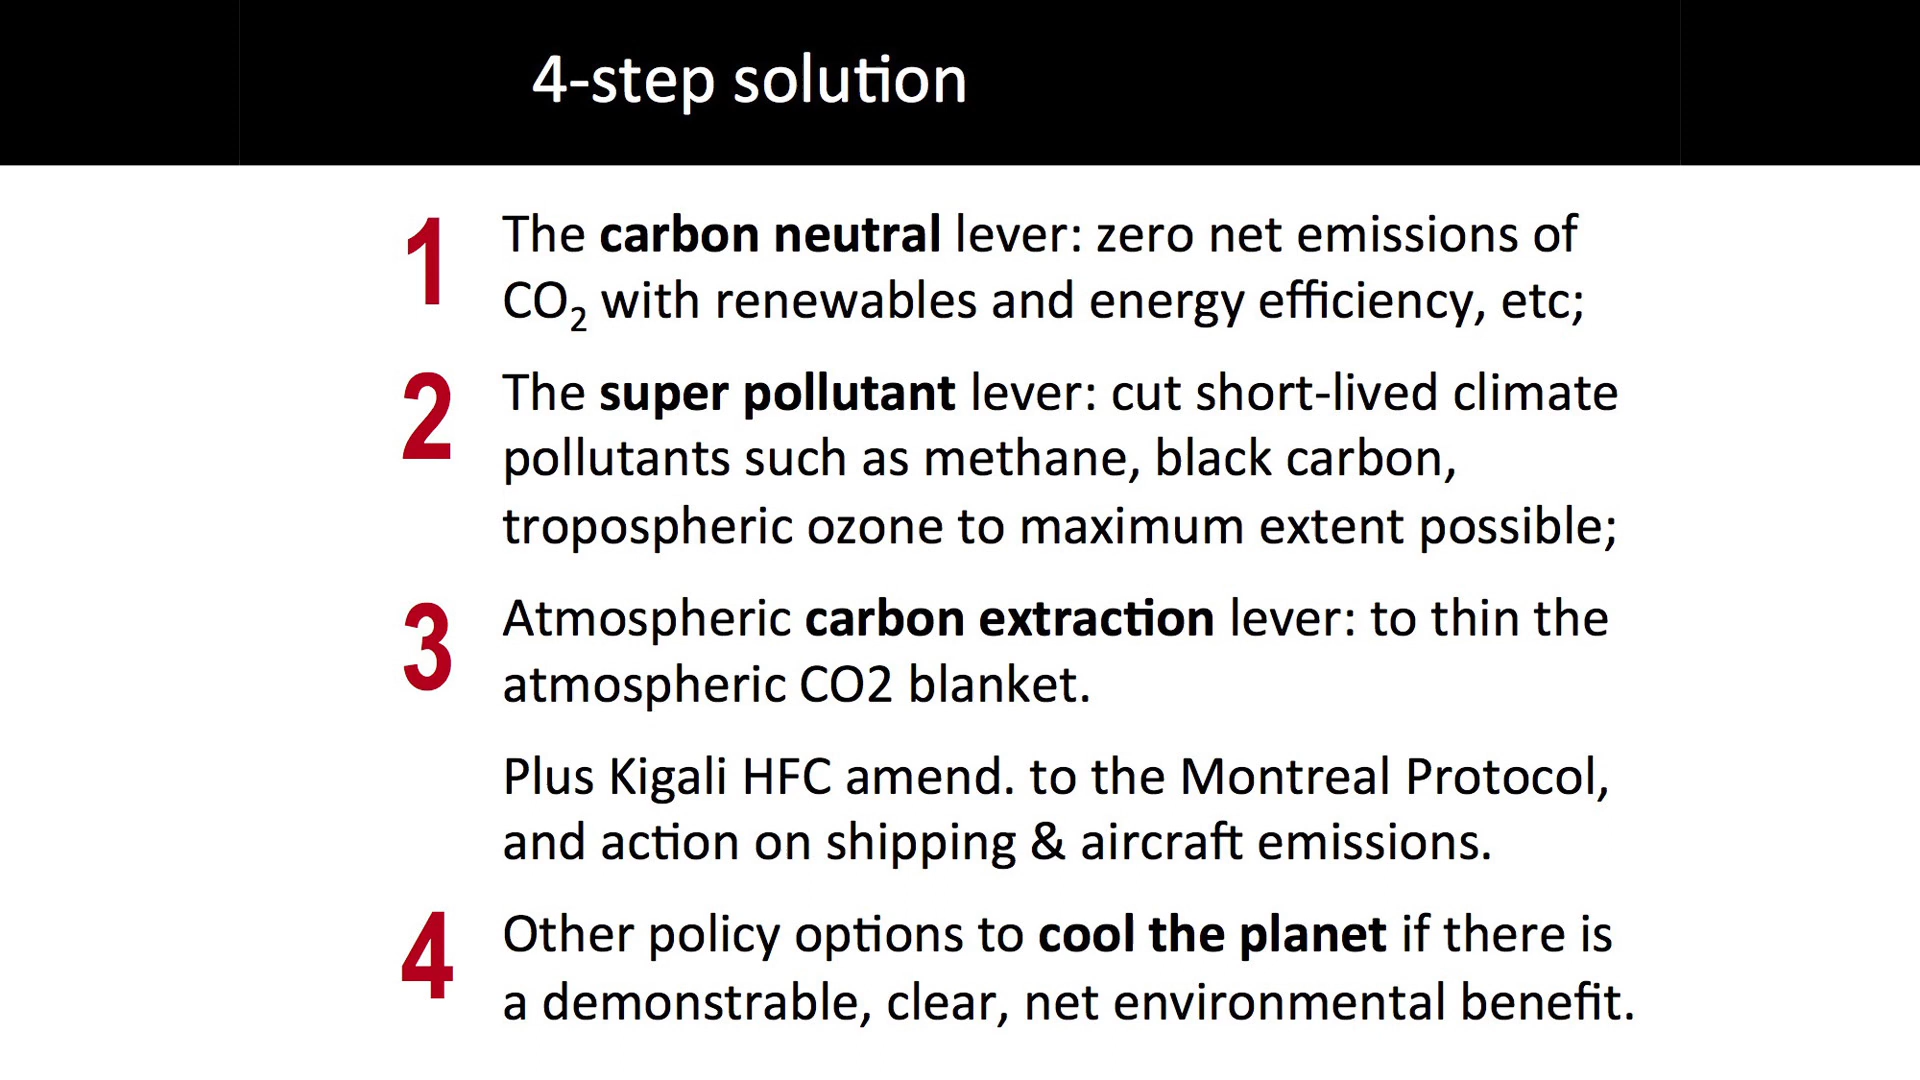 4-step solution
1 The carbon neutral lever: zero net emissions of
CO₂ with renewables and energy efficiency, etc;
2 The super pollutant lever: cut short-lived climate
pollutants such as methane, black carbon,
tropospheric ozone to maximum extent possible;
3 Atmospheric carbon extraction lever: to thin the
atmospheric CO2 blanket.
Plus Kigali HFC amend. to the Montreal Protocol,
and action on shipping & aircraft emissions.
4 Other policy options to cool the planet if there is
a demonstrable, clear, net environmental benefit.